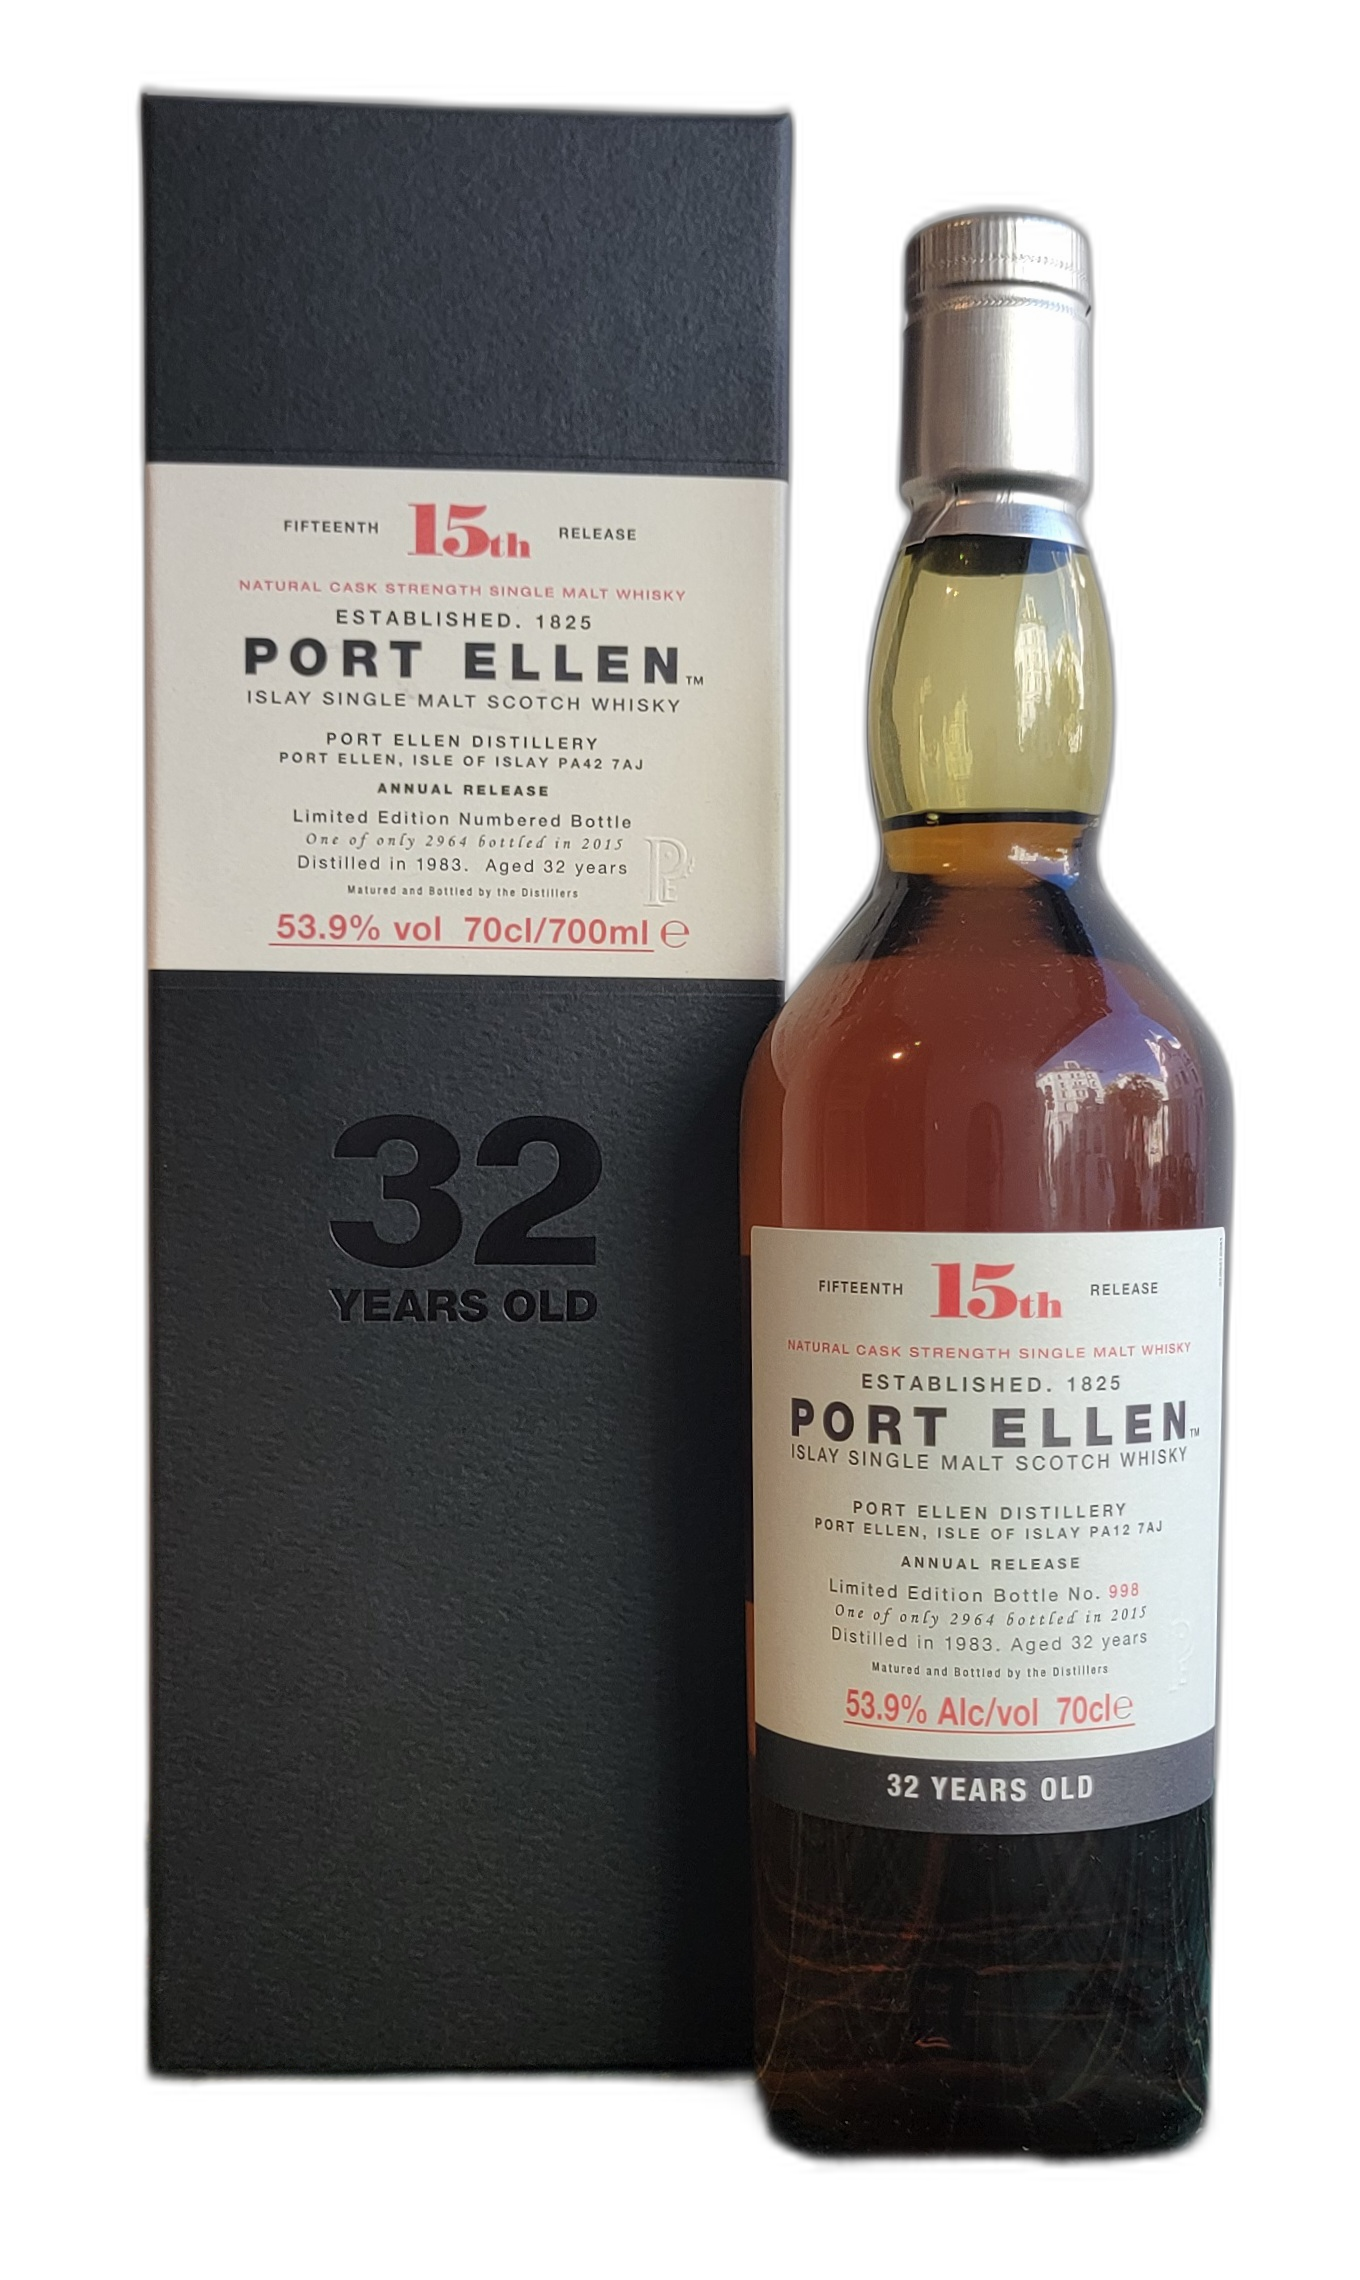 FIFTEENTH 15th RELEASE
NATURAL CASK STRENGTH SINGLE MALT WHISKY
ESTABLISHED. 1825
PORT ELLEN™
ISLAY SINGLE MALT SCOTCH WHISKY
PORT ELLEN DISTILLERY
PORT ELLEN, ISLE OF ISLAY PA42 7AJ
ANNUAL RELEASE
Limited Edition Numbered Bottle
One of only 2964 bottled in 2015
Distilled in 1983. Aged 32 years
Matured and Bottled by the Distillers
53.9% vol 70cl/700ml ℮
PE
32
YEARS OLD
FIFTEENTH 15th RELEASE
NATURAL CASK STRENGTH SINGLE MALT WHISKY
ESTABLISHED. 1825
PORT ELLEN™
ISLAY SINGLE MALT SCOTCH WHISKY
PORT ELLEN DISTILLERY
PORT ELLEN, ISLE OF ISLAY PA12 7AJ
ANNUAL RELEASE
Limited Edition Bottle No. 998
One of only 2964 bottled in 2015
Distilled in 1983. Aged 32 years
Matured and Bottled by the Distillers
53.9% Alc/vol 70cl℮
32 YEARS OLD